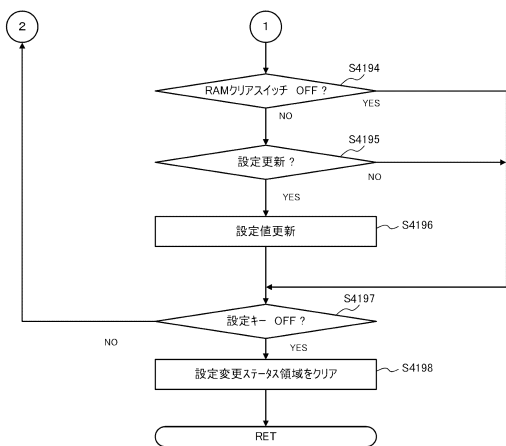 2
1
S4194
RAMクリアスイッチ OFF ?
YES
NO
S4195
設定更新 ?
NO
YES
設定値更新
S4196
S4197
設定キー OFF ?
NO
YES
設定変更ステータス領域をクリア
S4198
RET